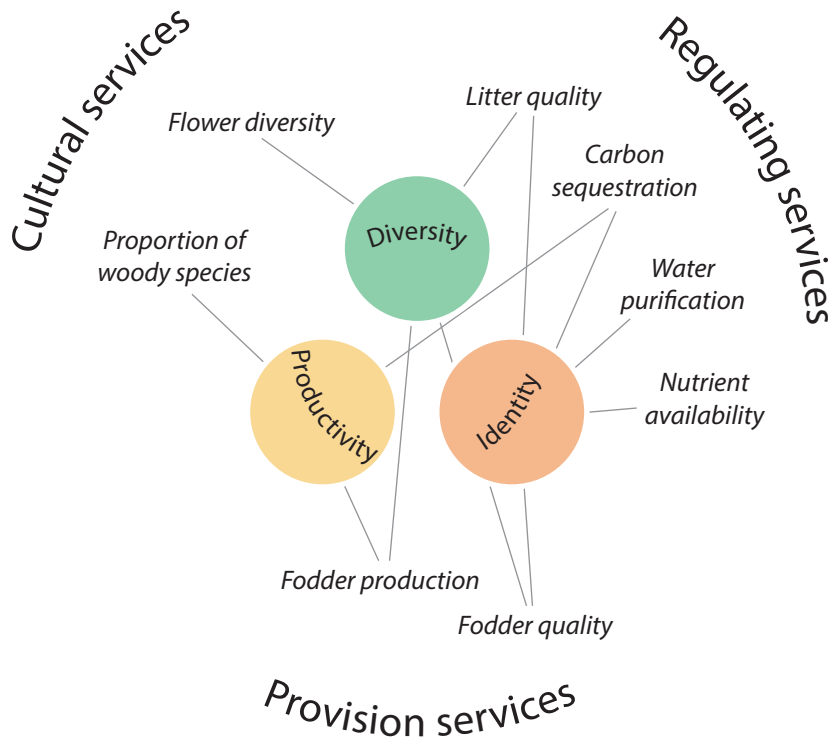 Cultural services
Regulating services
Litter quality
Flower diversity
Carbon
sequestration
Diversity
Proportion of
woody species
Water
purification
Productivity
Identity
Nutrient
availability
Fodder production
Fodder quality
Provision services